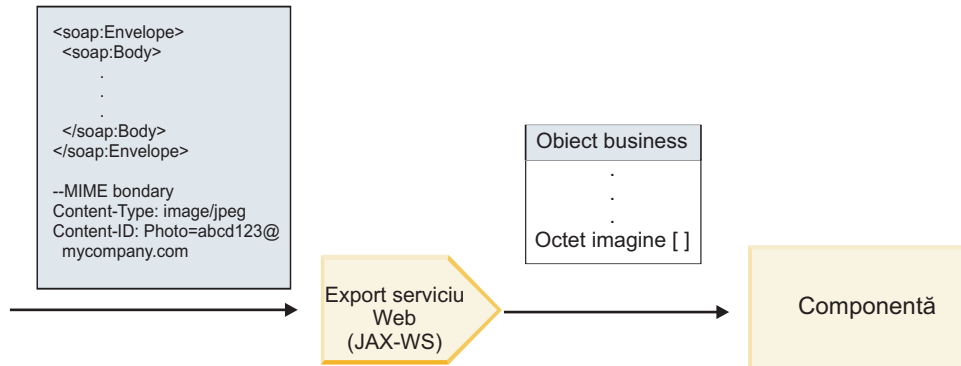 <soap:Envelope>
<soap:Body>
.
.
.
</soap:Body>
</soap:Envelope>
--MIME bondary
Content-Type: image/jpeg
Content-ID: Photo=abcd123@
mycompany.com
Export serviciu
Web
(JAX-WS)
Obiect business
.
.
.
Octet imagine [ ]
Componentă